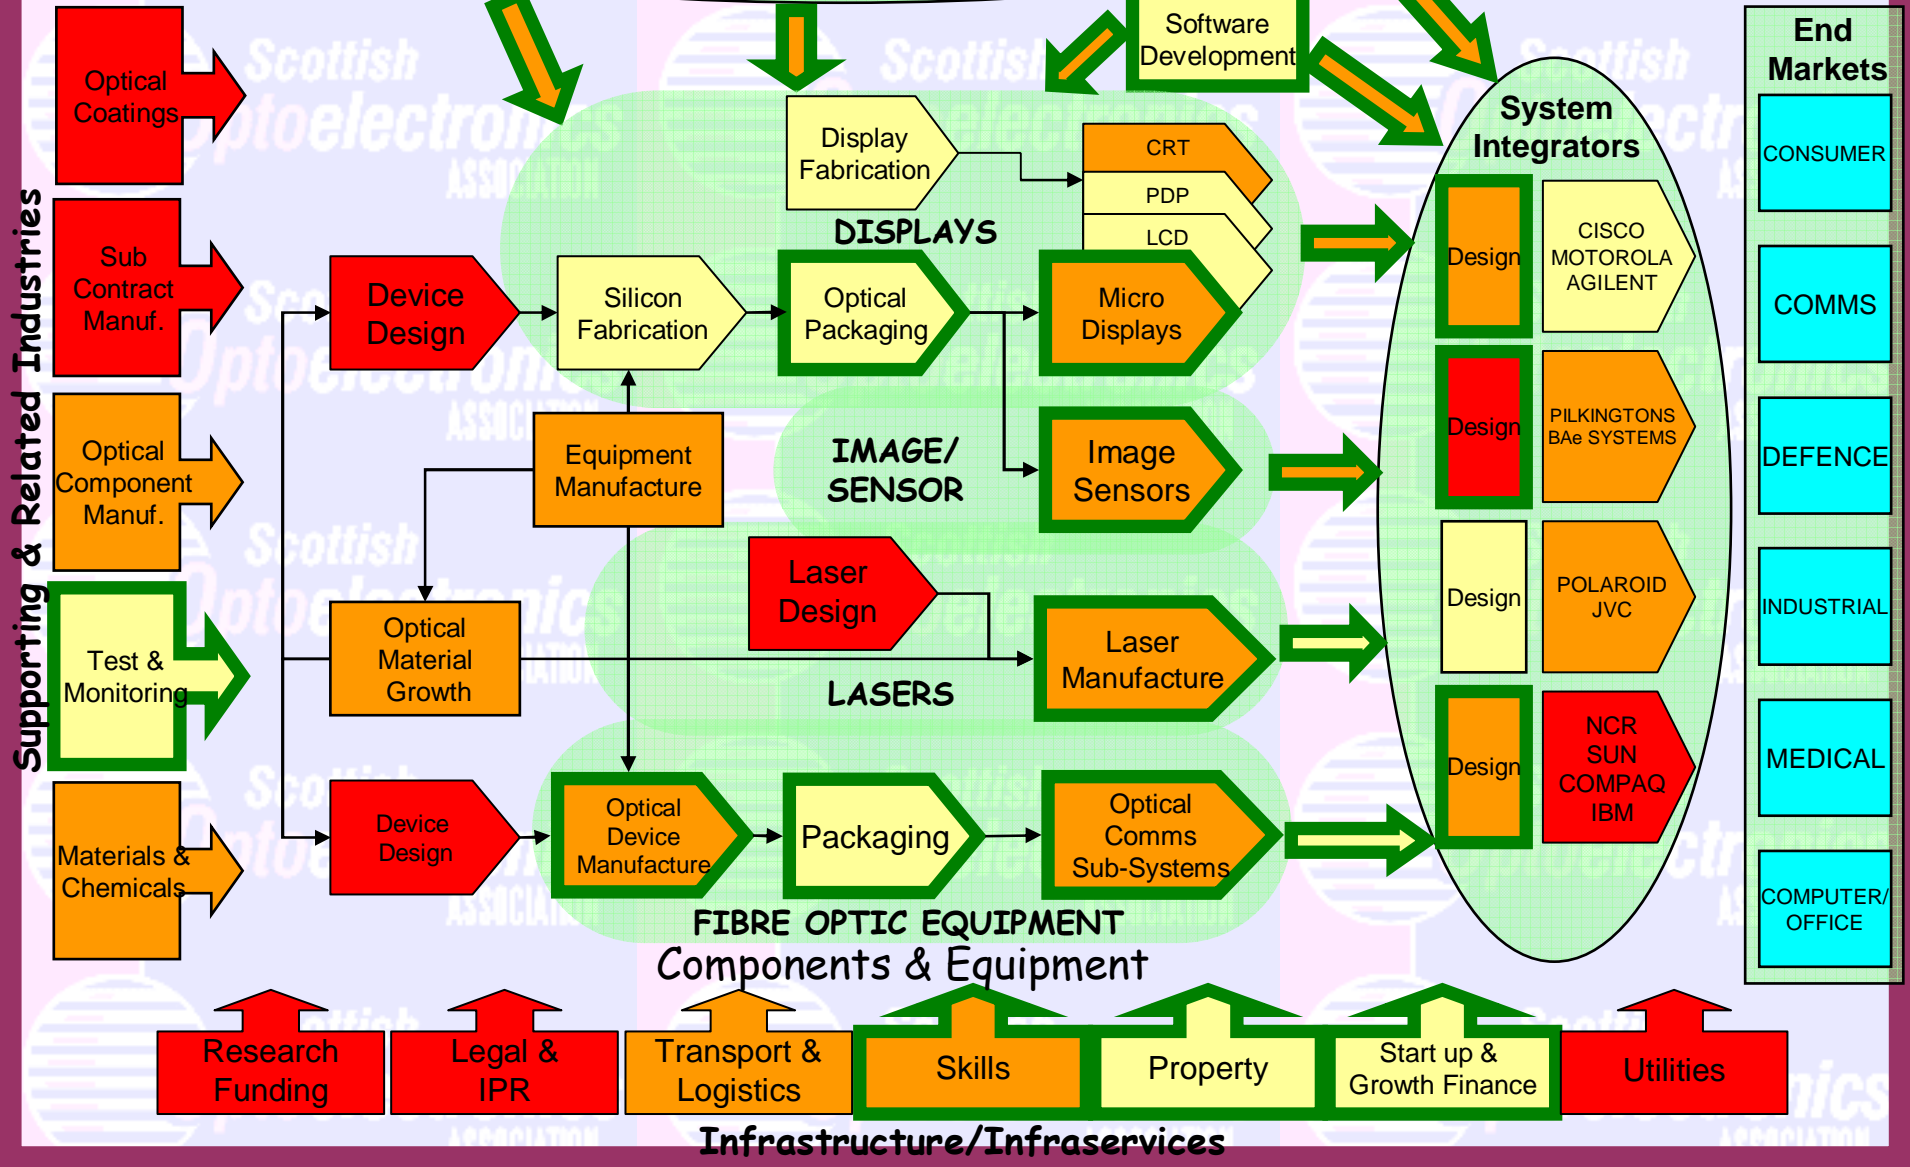 Software
Development
End
Markets
System
Integrators
Supporting & Related Industries
Optical
Coatings
Sub
Contract
Manuf.
Optical
Component
Manuf.
Test &
Monitoring
Materials &
Chemicals
Display
Fabrication
CRT
PDP
LCD
DISPLAYS
Device
Design
Silicon
Fabrication
Optical
Packaging
Micro
Displays
Equipment
Manufacture
IMAGE/
SENSOR
Image
Sensors
Laser
Design
Optical
Material
Growth
Laser
Manufacture
LASERS
Device
Design
Optical
Device
Manufacture
Packaging
Optical
Comms
Sub-Systems
FIBRE OPTIC EQUIPMENT
Components & Equipment
Design
CISCO
MOTOROLA
AGILENT
Design
PILKINGTONS
BAe SYSTEMS
Design
POLAROID
JVC
Design
NCR
SUN
COMPAQ
IBM
CONSUMER
COMMS
DEFENCE
INDUSTRIAL
MEDICAL
COMPUTER/
OFFICE
Research
Funding
Legal &
IPR
Transport &
Logistics
Skills
Property
Start up &
Growth Finance
Utilities
Infrastructure/Infraservices
Scottish
Optoelectronics
ASSOCIATION